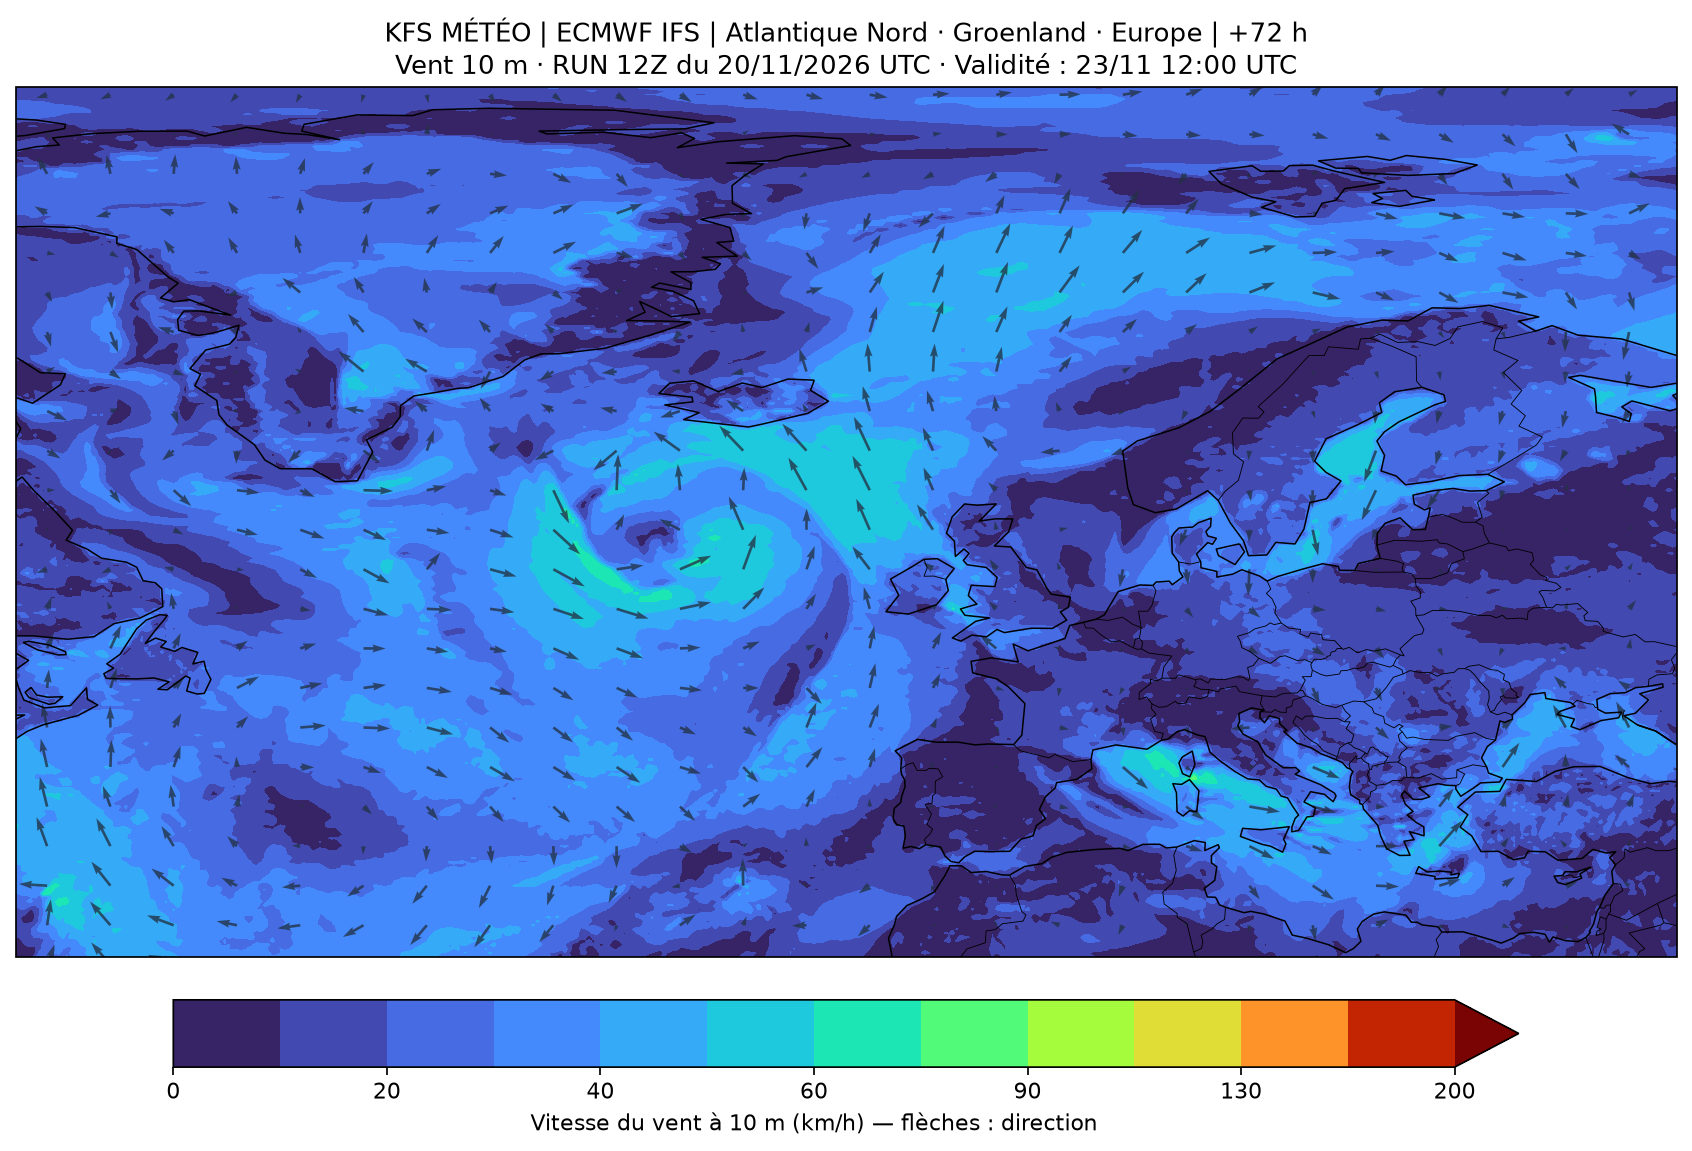 KFS MÉTÉO | ECMWF IFS | Atlantique Nord · Groenland · Europe | +72 h
Vent 10 m · RUN 12Z du 20/11/2026 UTC · Validité : 23/11 12:00 UTC
0 20 40 60 90 130 200
Vitesse du vent à 10 m (km/h) — flèches : direction